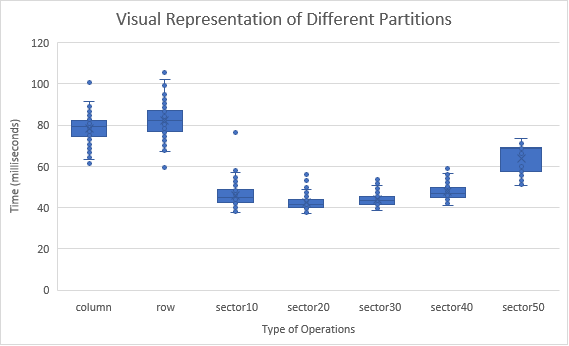 Visual Representation of Different Partitions
120
100
80
60
40
20
0
Time (milliseconds)
column row sector10 sector20 sector30 sector40 sector50
Type of Operations